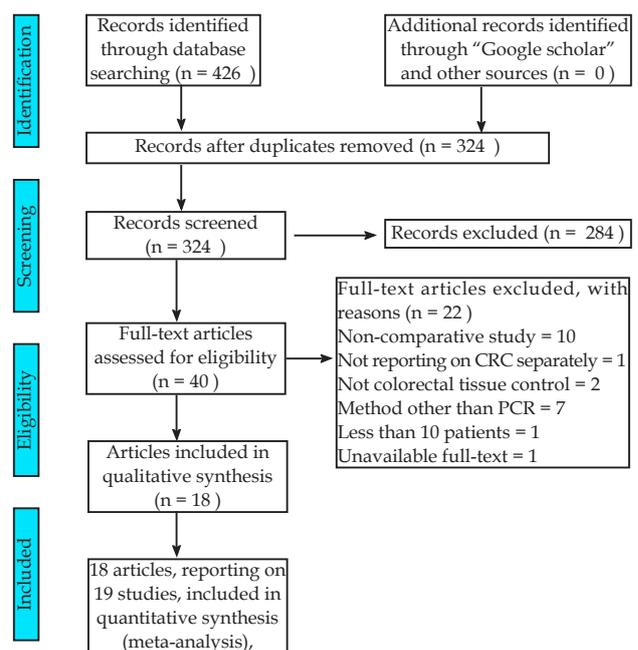 Identification
Records identified
through database
searching (n = 426 )
Additional records identified
through “Google scholar”
and other sources (n = 0 )
Records after duplicates removed (n = 324 )
Screening
Records screened
(n = 324 )
Records excluded (n = 284 )
Eligibility
Full-text articles
assessed for eligibility
(n = 40 )
Full-text articles excluded, with
reasons (n = 22 )
Non-comparative study = 10
Not reporting on CRC separately = 1
Not colorectal tissue control = 2
Method other than PCR = 7
Less than 10 patients = 1
Unavailable full-text = 1
Articles included in
qualitative synthesis
(n = 18 )
Included
18 articles, reporting on
19 studies, included in
quantitative synthesis
(meta-analysis),